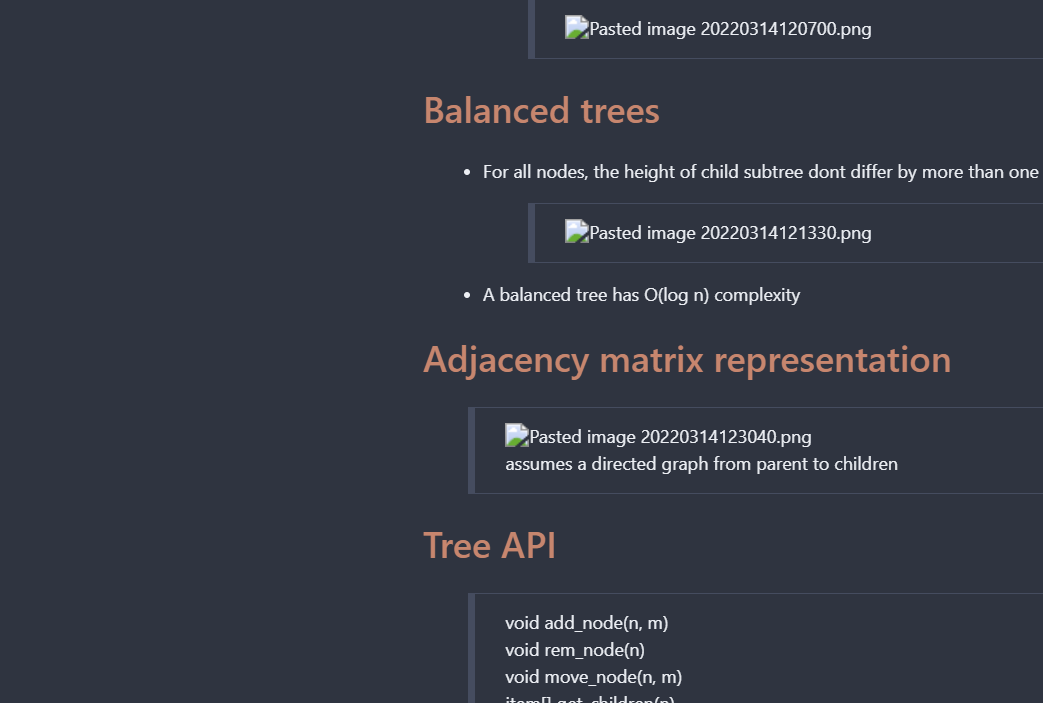 Pasted image 20220314120700.png
Balanced trees
• For all nodes, the height of child subtree dont differ by more than one
Pasted image 20220314121330.png
• A balanced tree has O(log n) complexity
Adjacency matrix representation
Pasted image 20220314123040.png
assumes a directed graph from parent to children
Tree API
void add_node(n, m)
void rem_node(n)
void move_node(n, m)
item[] get_children(n)